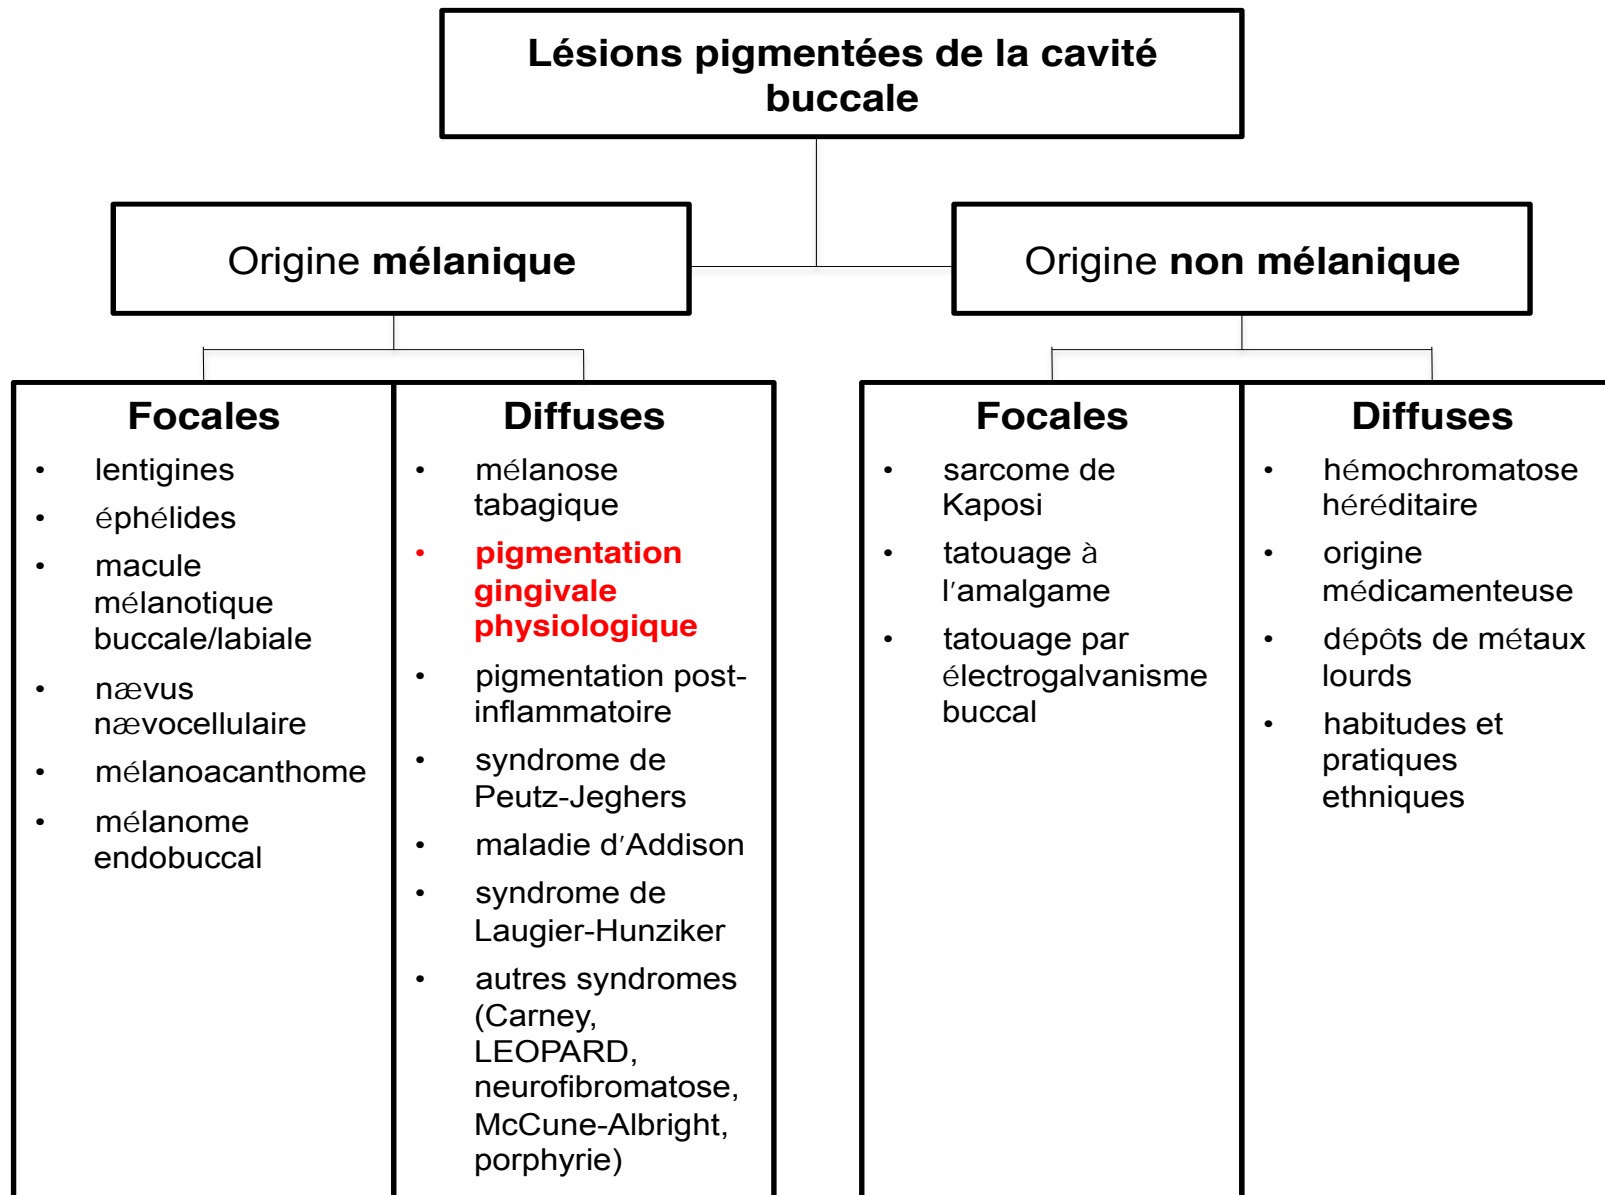 Lésions pigmentées de la cavité
buccale
Origine mélanique
Origine non mélanique
Focales
• lentigines
• éphélides
• macule
mélanotique
buccale/labiale
• nævus
nævocellulaire
• mélanoacanthome
• mélanome
endobuccal
Diffuses
• mélanose
tabagique
• pigmentation
gingivale
physiologique
• pigmentation post-
inflammatoire
• syndrome de
Peutz-Jeghers
• maladie d'Addison
• syndrome de
Laugier-Hunziker
• autres syndromes
(Carney,
LEOPARD,
neurofibromatose,
McCune-Albright,
porphyrie)
Focales
• sarcome de
Kaposi
• tatouage à
l'amalgame
• tatouage par
électrogalvanisme
buccal
Diffuses
• hémochromatose
héréditaire
• origine
médicamenteuse
• dépôts de métaux
lourds
• habitudes et
pratiques
ethniques